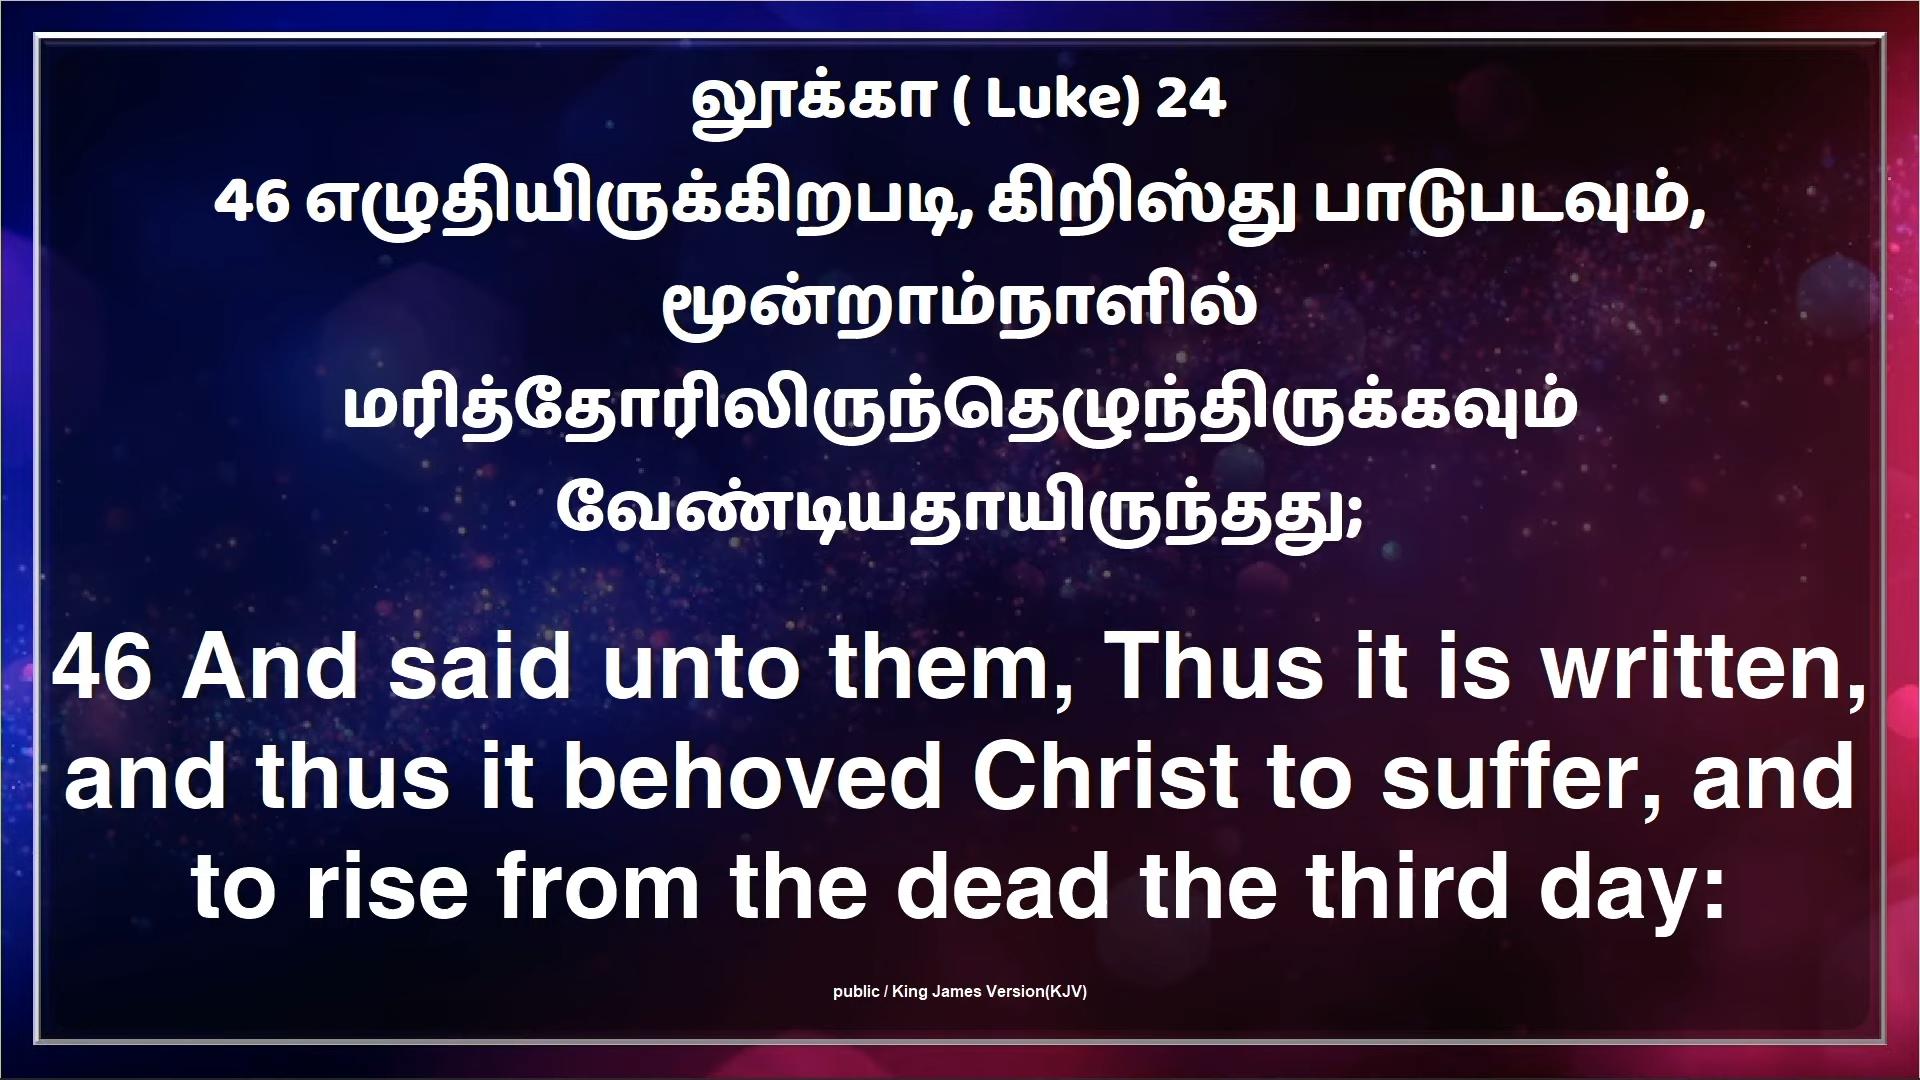 லூக்கா ( Luke) 24
46 எழுதியிருக்கிறபடி, கிறிஸ்து பாடுபடவும்,
மூன்றாம்நாளில்
மரித்தோரிலிருந்தெழுந்திருக்கவும்
வேண்டியதாயிருந்தது;
46 And said unto them, Thus it is written,
and thus it behoved Christ to suffer, and
to rise from the dead the third day:
public / King James Version(KJV)